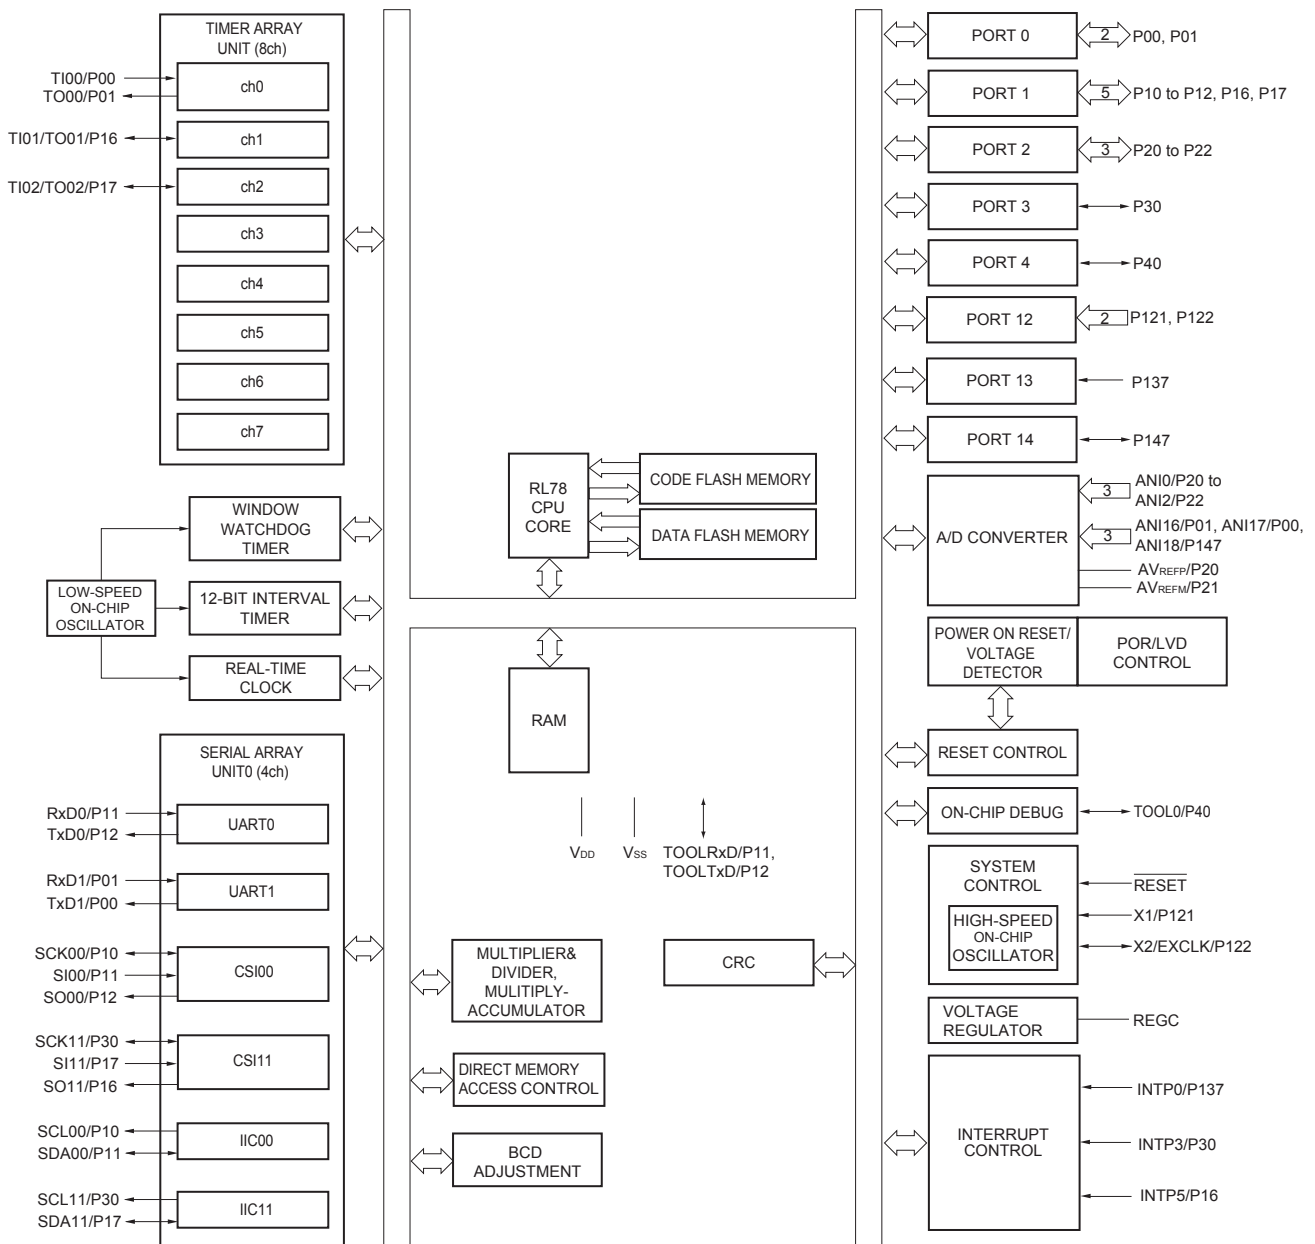 TIMER ARRAY
UNIT (8ch)
TI00/P00
TO00/P01
ch0
TI01/TO01/P16
ch1
TI02/TO02/P17
ch2
ch3
ch4
ch5
ch6
ch7
WINDOW
WATCHDOG
TIMER
LOW-SPEED
ON-CHIP
OSCILLATOR
12-BIT INTERVAL
TIMER
REAL-TIME
CLOCK
SERIAL ARRAY
UNIT0 (4ch)
RxD0/P11
TxD0/P12
UART0
RxD1/P01
TxD1/P00
UART1
SCK00/P10
SI00/P11
SO00/P12
CSI00
SCK11/P30
SI11/P17
SO11/P16
CSI11
SCL00/P10
SDA00/P11
IIC00
SCL11/P30
SDA11/P17
IIC11
RL78
CPU
CORE
CODE FLASH MEMORY
DATA FLASH MEMORY
RAM
VDD
VSS
TOOLRxD/P11,
TOOLTxD/P12
MULTIPLIER&
DIVIDER,
MULITIPLY-
ACCUMULATOR
CRC
DIRECT MEMORY
ACCESS CONTROL
BCD
ADJUSTMENT
PORT 0
2
P00, P01
PORT 1
5
P10 to P12, P16, P17
PORT 2
3
P20 to P22
PORT 3
P30
PORT 4
P40
PORT 12
2
P121, P122
PORT 13
P137
PORT 14
P147
A/D CONVERTER
3
ANI0/P20 to
ANI2/P22
3
ANI16/P01, ANI17/P00,
ANI18/P147
AVREFP/P20
AVREFM/P21
POWER ON RESET/
VOLTAGE
DETECTOR
POR/LVD
CONTROL
RESET CONTROL
ON-CHIP DEBUG
TOOL0/P40
SYSTEM
CONTROL
HIGH-SPEED
ON-CHIP
OSCILLATOR
RESET
X1/P121
X2/EXCLK/P122
VOLTAGE
REGULATOR
REGC
INTERRUPT
CONTROL
INTP0/P137
INTP3/P30
INTP5/P16